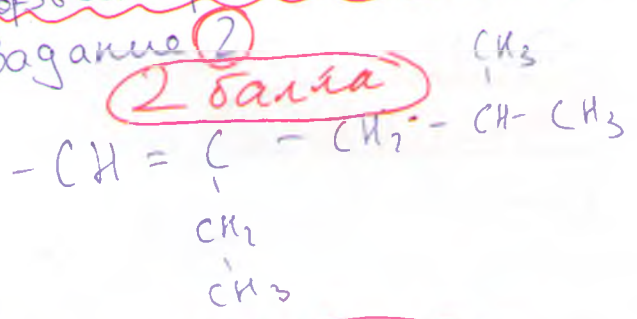 Задание 2
2 балла
CH3
- CH = C - CH2 - CH - CH3
CH2
CH3